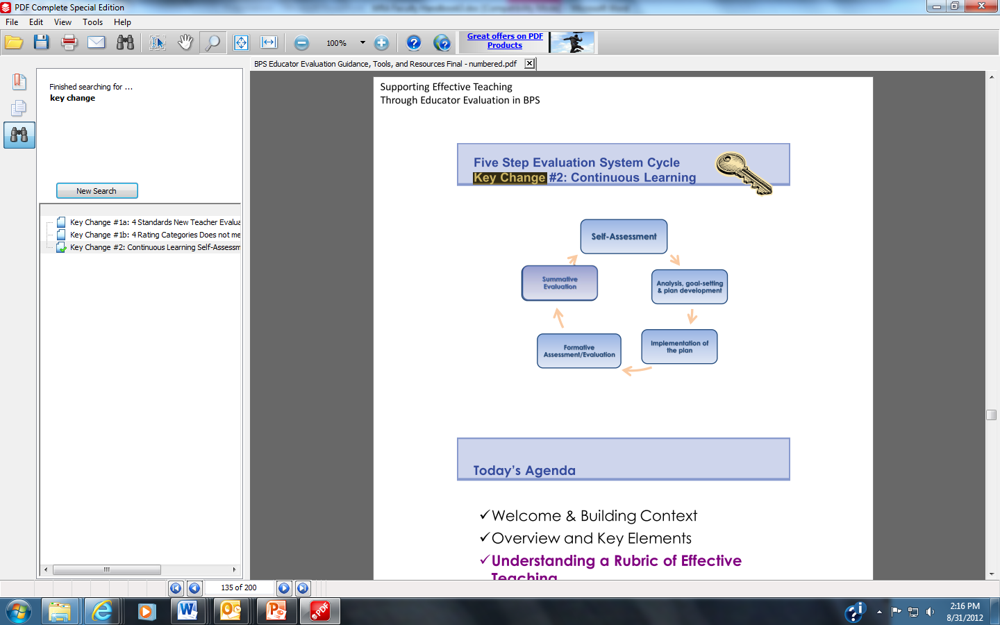 PDF Complete Special Edition
File Edit View Tools Help
100%
Great offers on PDF
Products
BPS Educator Evaluation Guidance, Tools, and Resources Final - numbered.pdf
Finished searching for ...
key change
New Search
Key Change #1a: 4 Standards New Teacher Evalua
Key Change #1b: 4 Rating Categories Does not me
Key Change #2: Continuous Learning Self-Assessm
Supporting Effective Teaching
Through Educator Evaluation in BPS
Five Step Evaluation System Cycle
Key Change #2: Continuous Learning
Self-Assessment
Summative
Evaluation
Analysis, goal-setting
& plan development
Formative
Assessment/Evaluation
Implementation of
the plan
Today's Agenda
✓Welcome & Building Context
✓Overview and Key Elements
✓Understanding a Rubric of Effective
Teaching
135 of 200
PDF
2:16 PM
8/31/2012